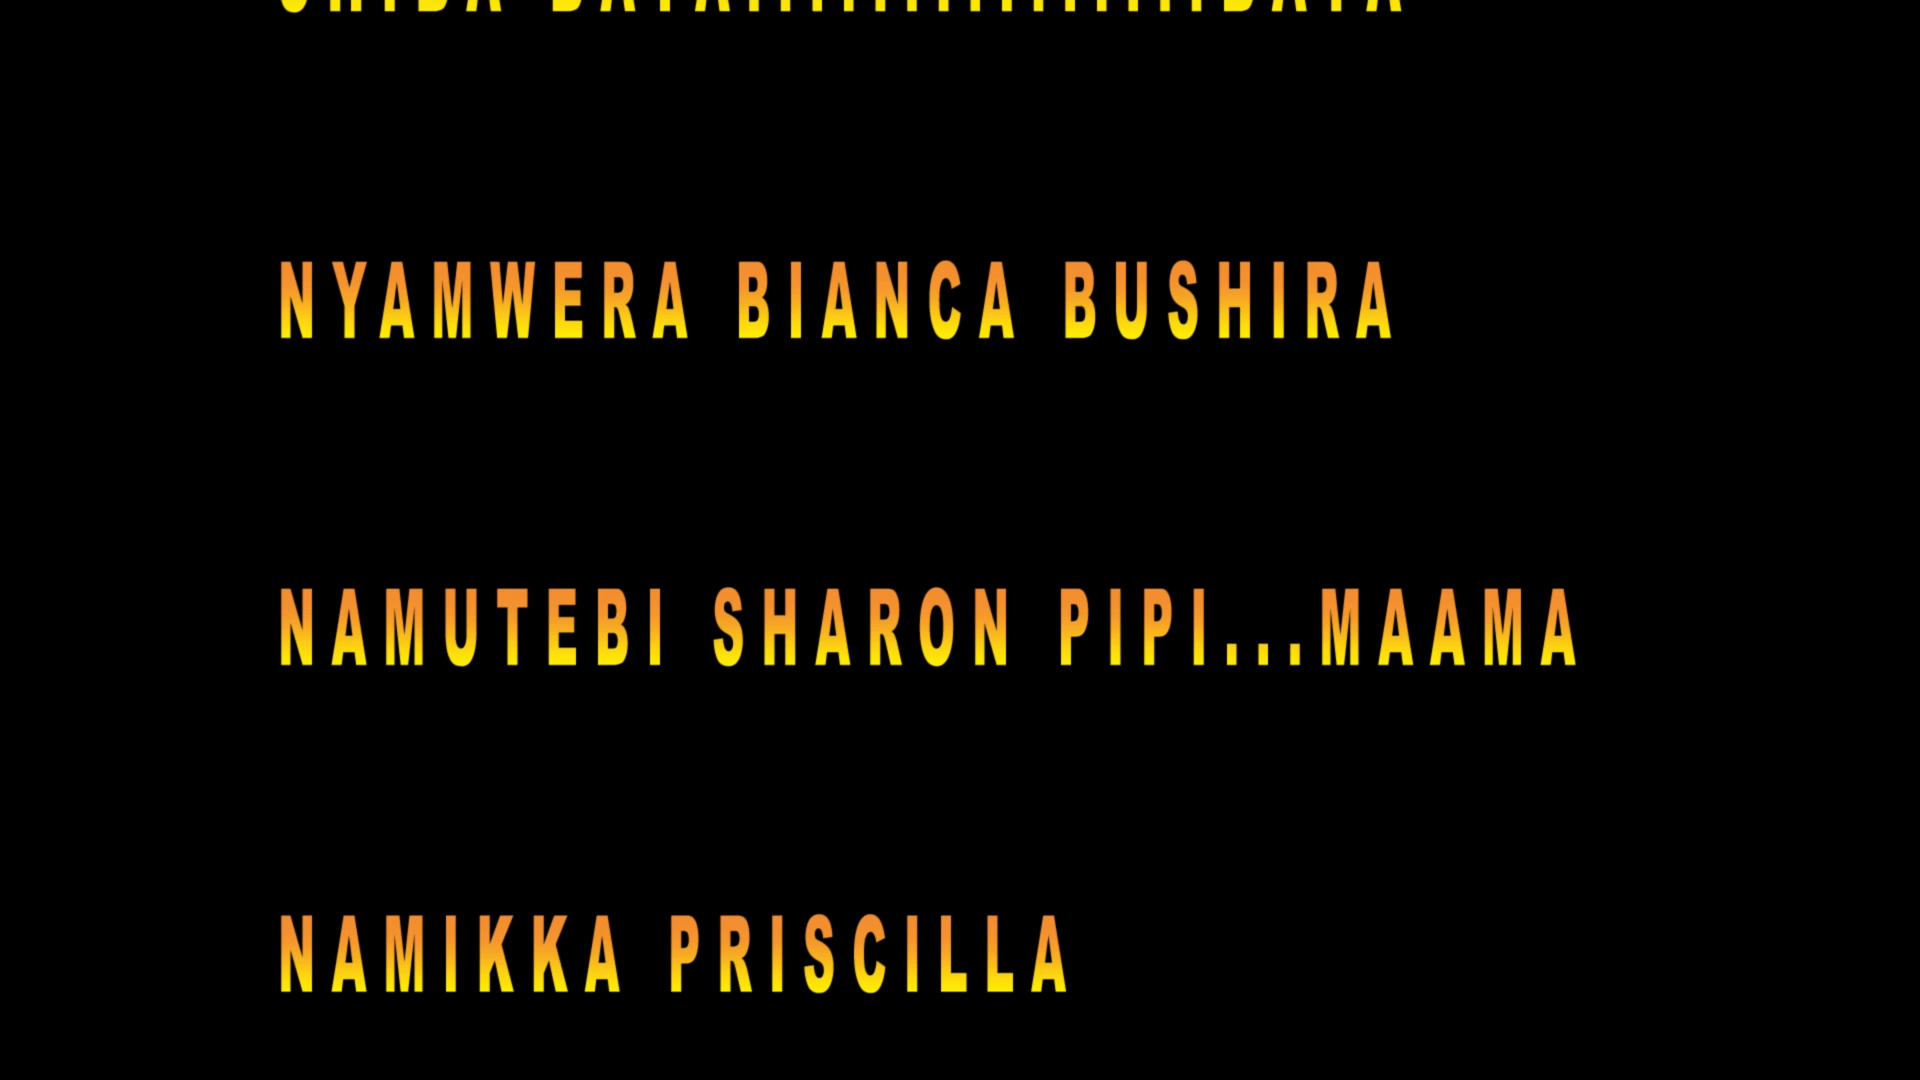 NYAMWERA BIANCA BUSHIRA
NAMUTEBI SHARON PIPI...MAAMA
NAMIKKA PRISCILLA